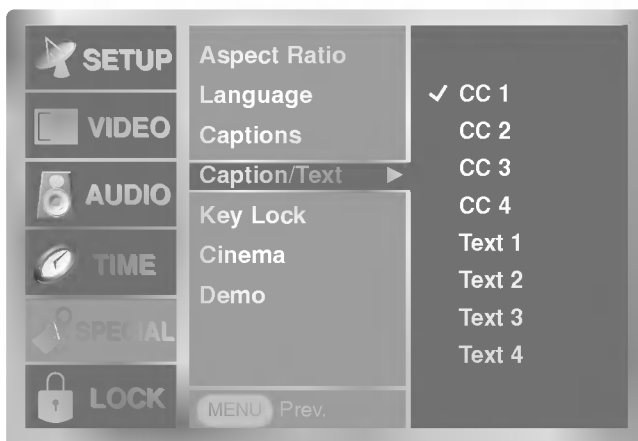 SETUP
VIDEO
AUDIO
TIME
SPECIAL
LOCK
Aspect Ratio
Language
Captions
Caption/Text
Key Lock
Cinema
Demo
MENU Prev.
CC 1
CC 2
CC 3
CC 4
Text 1
Text 2
Text 3
Text 4